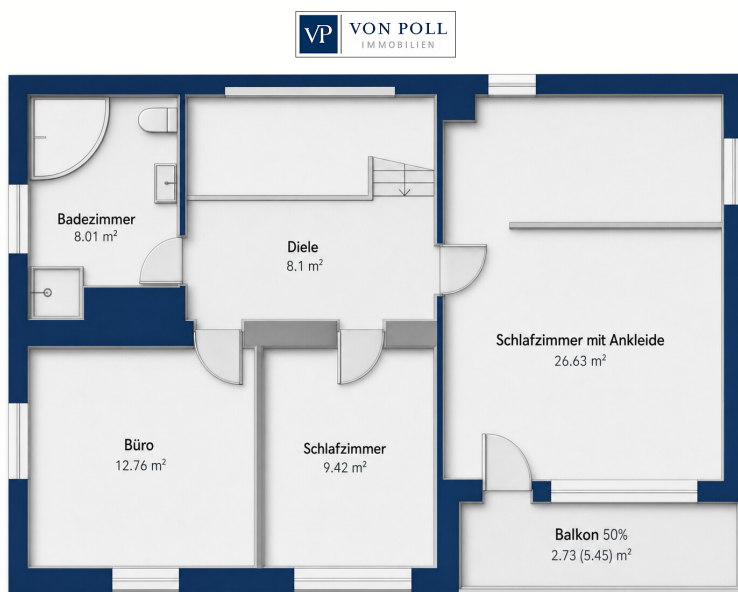 VP VON POLL
IMMOBILIEN
Badezimmer
8.01 m²
Diele
8.1 m²
Schlafzimmer mit Ankleide
26.63 m²
Büro
12.76 m²
Schlafzimmer
9.42 m²
Balkon 50%
2.73 (5.45) m²